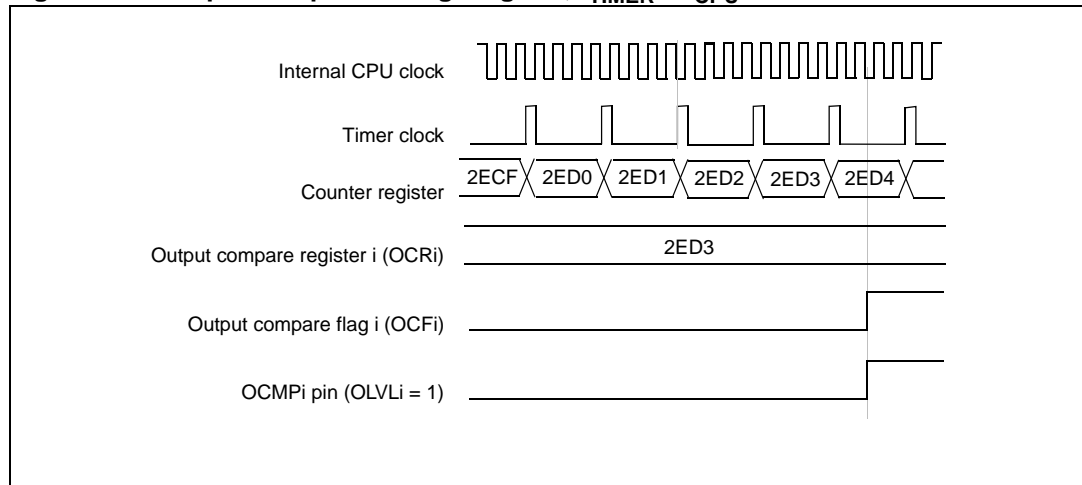 Internal CPU clock
Timer clock
Counter register
2ECF 2ED0 2ED1 2ED2 2ED3 2ED4
Output compare register i (OCRi)
2ED3
Output compare flag i (OCFi)
OCMPi pin (OLVLi = 1)